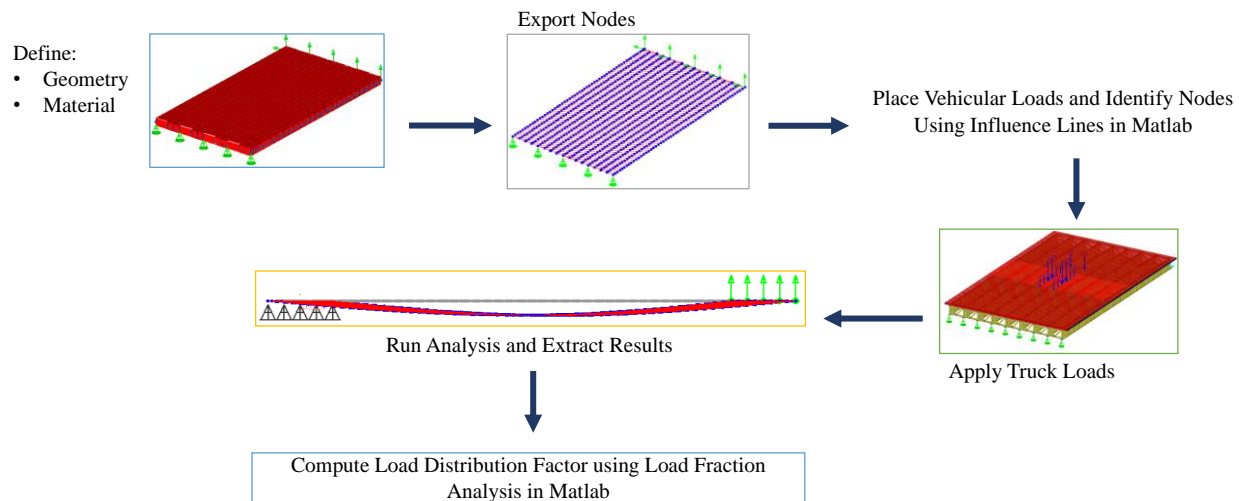 Export Nodes
Define:
• Geometry
• Material
Place Vehicular Loads and Identify Nodes
Using Influence Lines in Matlab
Run Analysis and Extract Results
Apply Truck Loads
Compute Load Distribution Factor using Load Fraction
Analysis in Matlab